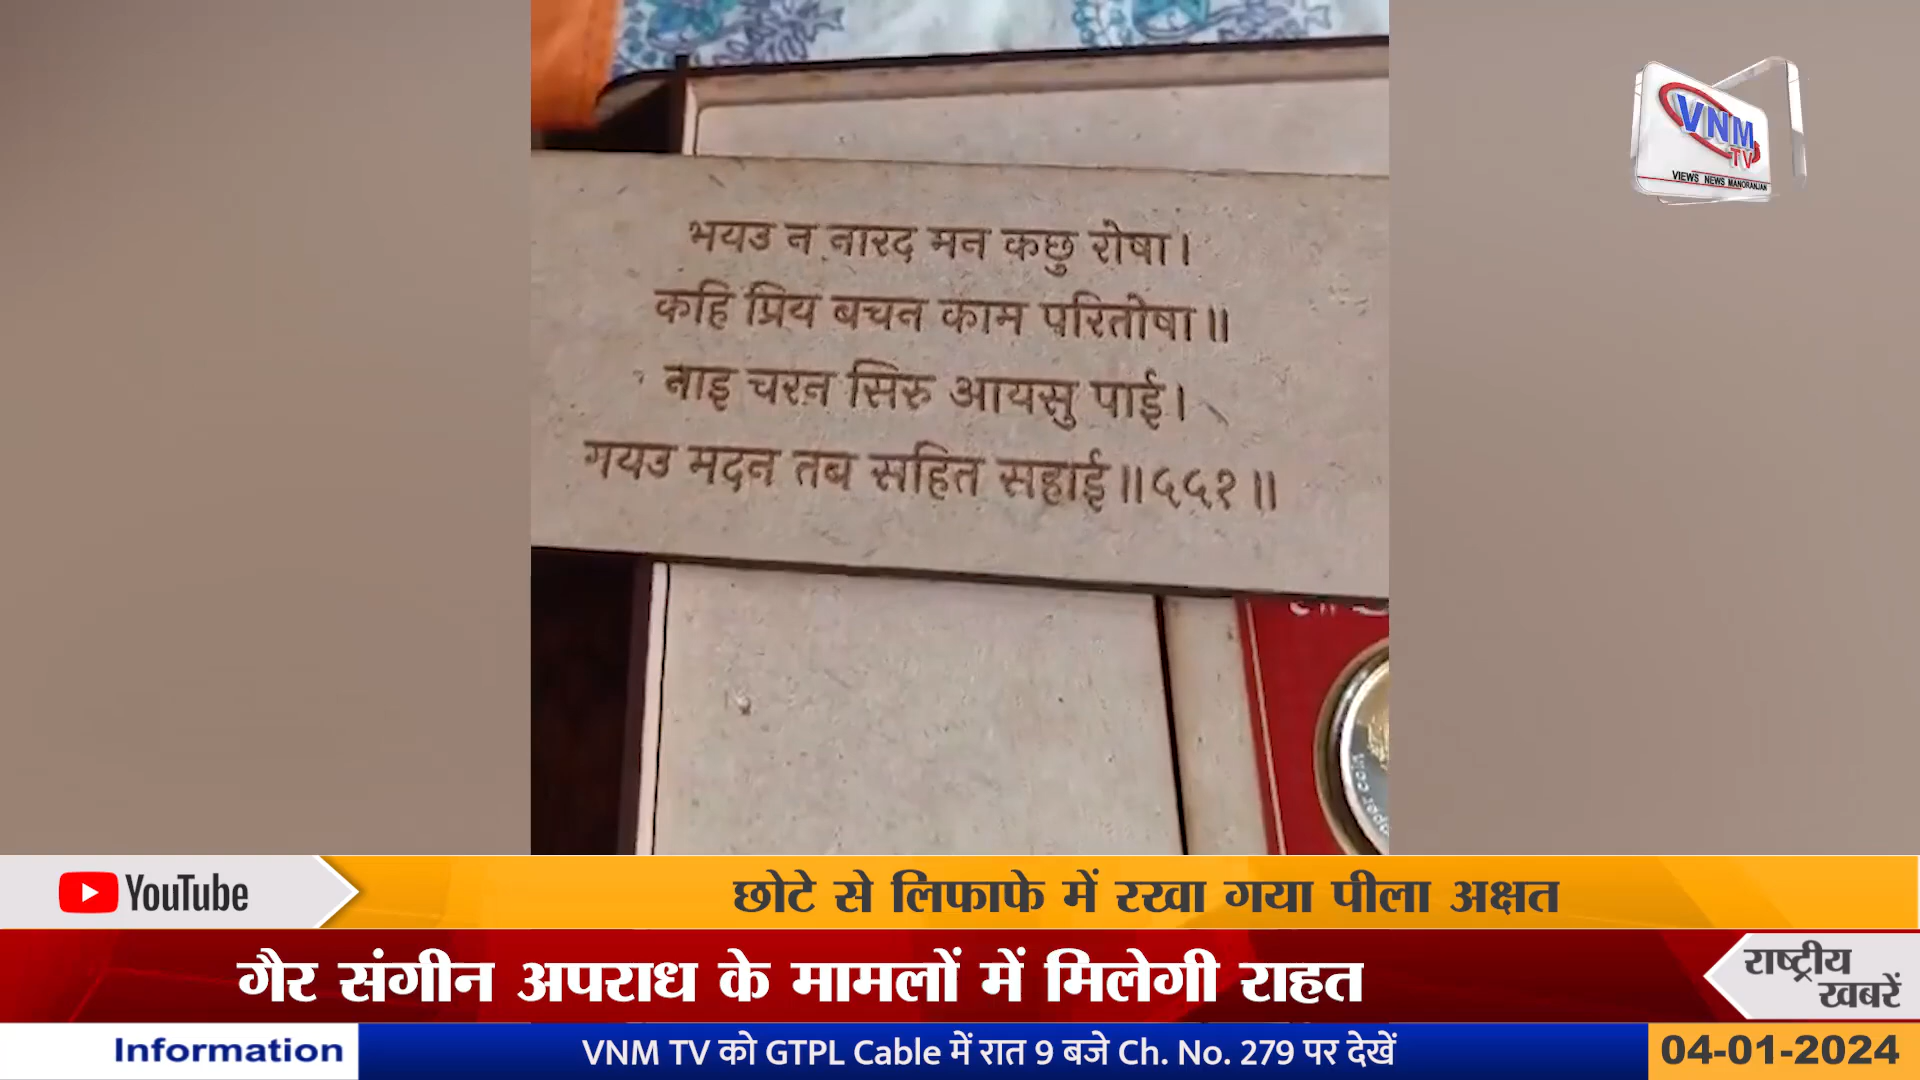 VNM
TV
VIEWS NEWS MANORANJAN
भयउ न नारद मन कछु रोषा।
कहि प्रिय बचन काम परितोषा॥
नाइ चरन सिरु आयसु पाई।
गयउ मदन तब सहित सहाई॥५५१॥
YouTube
छोटे से लिफाफे में रखा गया पीला अक्षत
गैर संगीन अपराध के मामलों में मिलेगी राहत
राष्ट्रीय
खबरें
Information
VNM TV को GTPL Cable में रात 9 बजे Ch. No. 279 पर देखें
04-01-2024